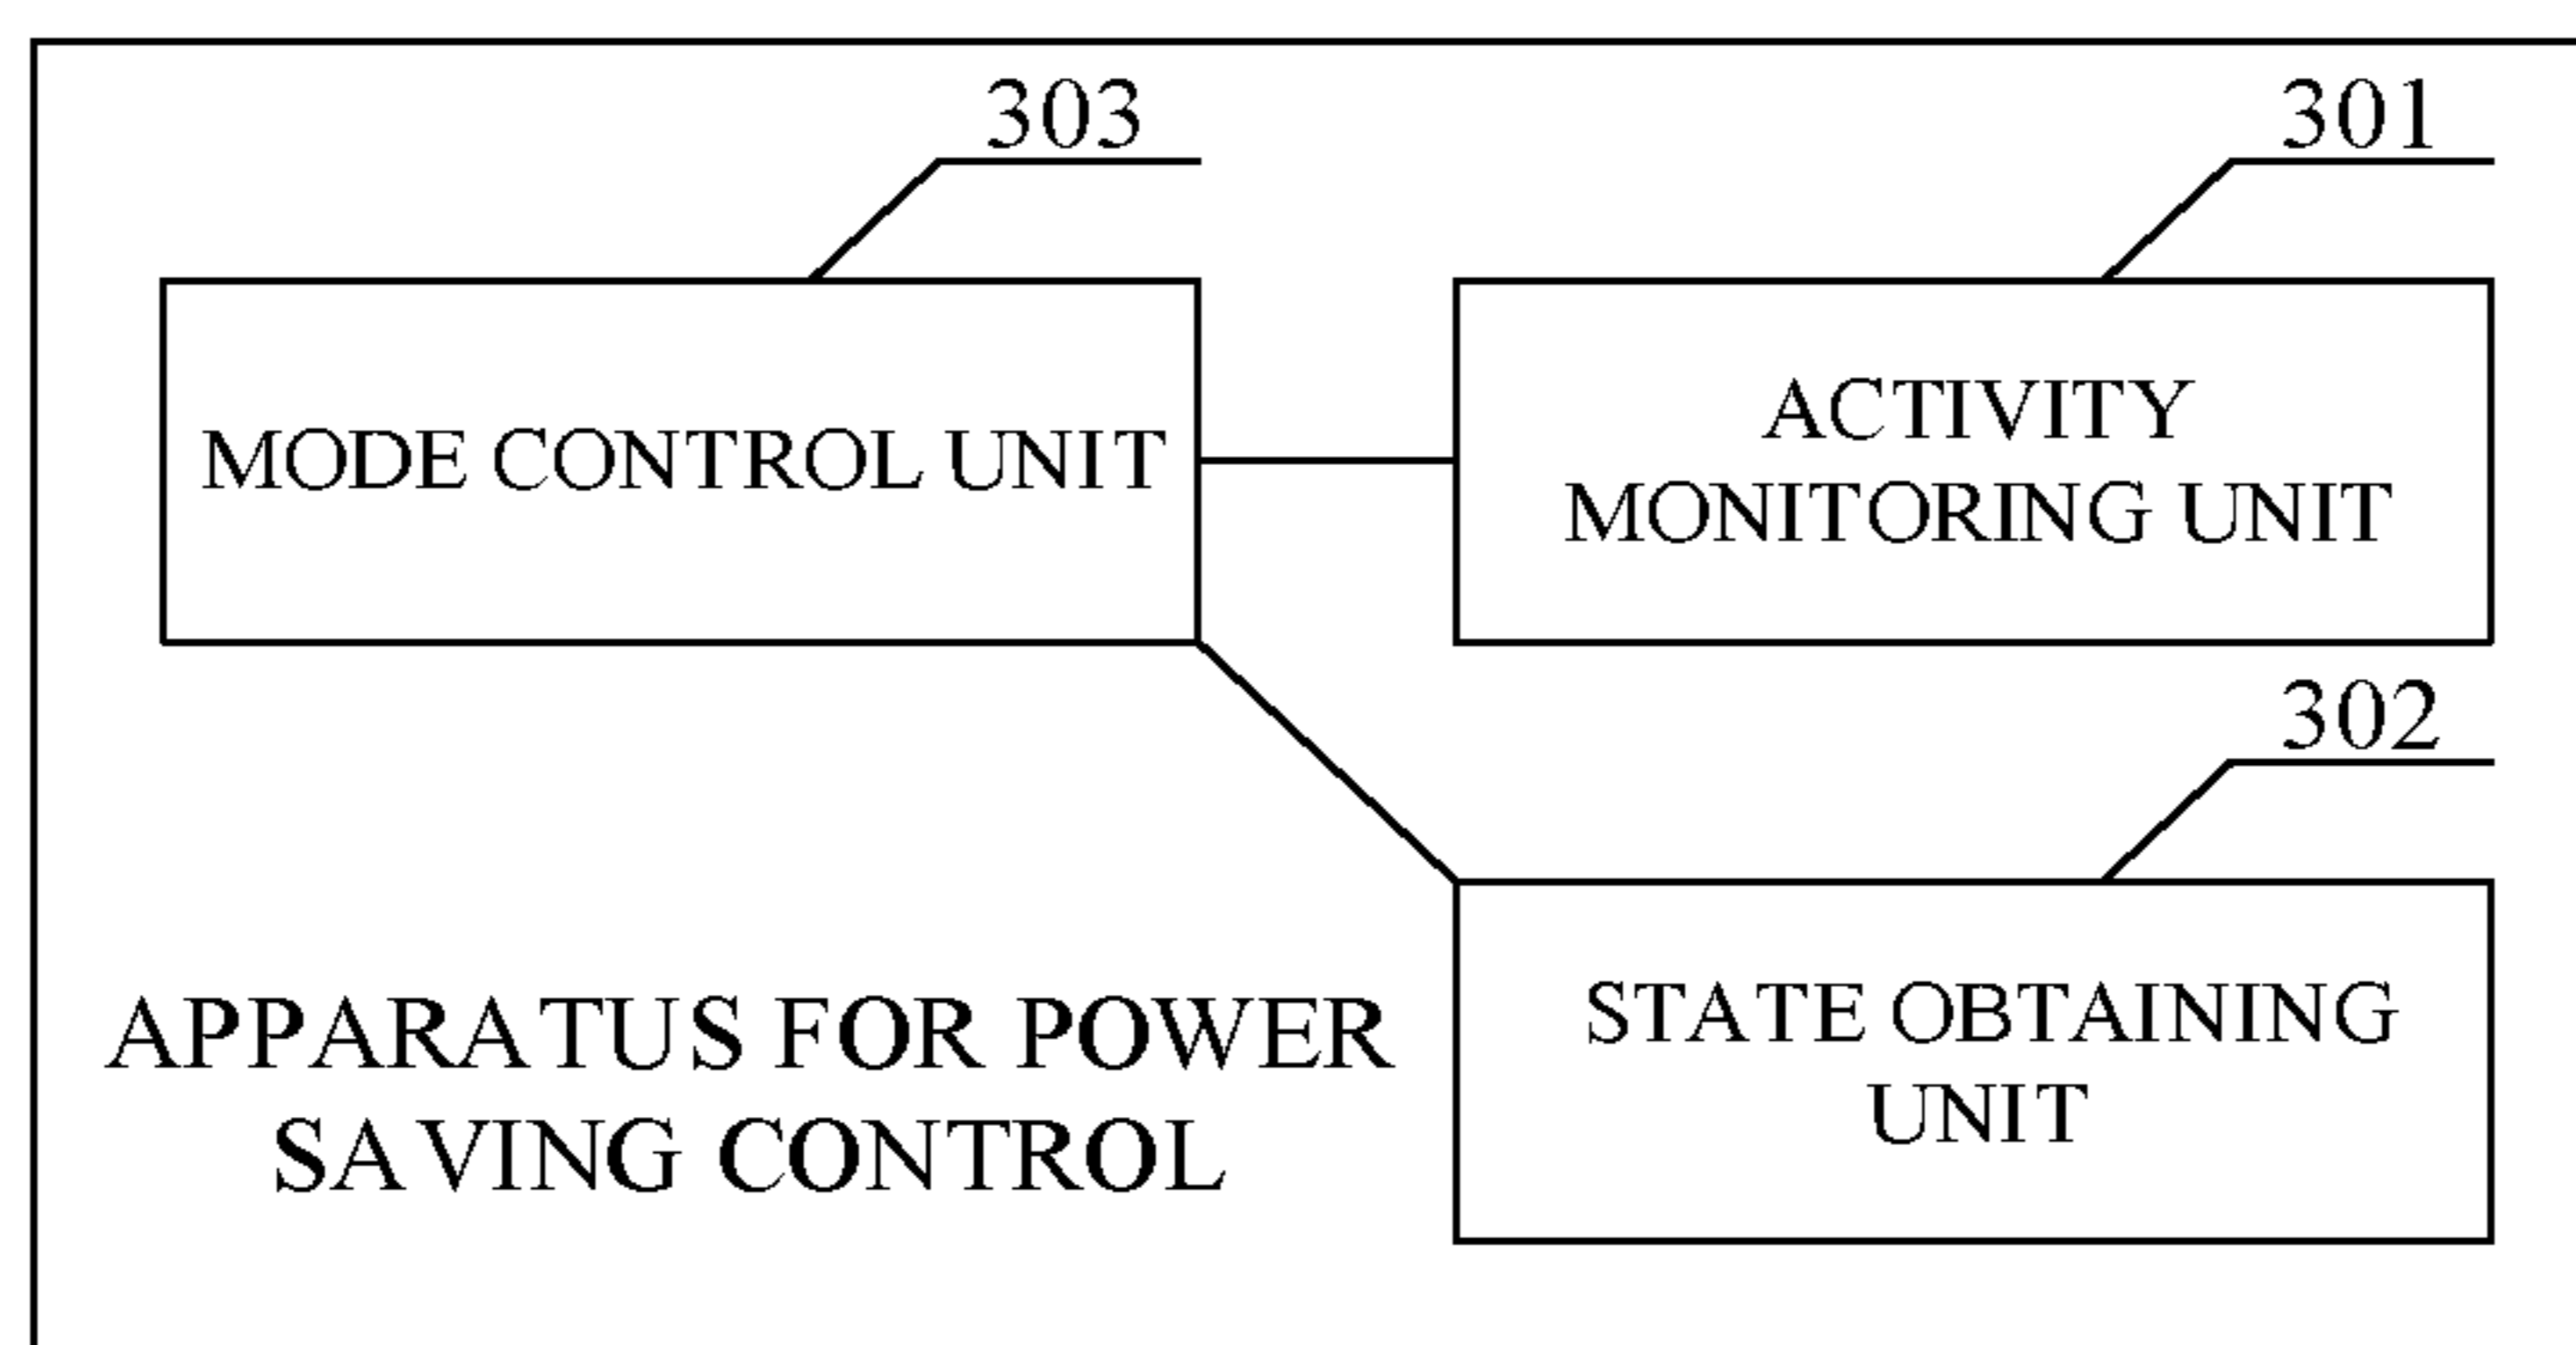 303
301
MODE CONTROL UNIT
ACTIVITY
MONITORING UNIT
302
STATE OBTAINING
UNIT
APPARATUS FOR POWER
SAVING CONTROL